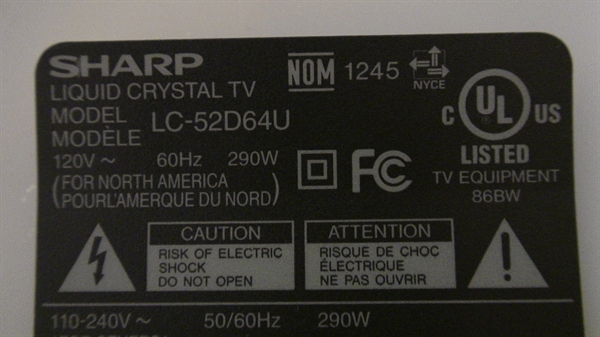 SHARP
NOM 1245 NYCE
LIQUID CRYSTAL TV
MODEL
MODÈLE LC-52D64U
120V ~ 60Hz 290W
(FOR NORTH AMERICA
POURL'AMERQUE DU NORD)
FC
C UL US
LISTED
TV EQUIPMENT
86BW
CAUTION
RISK OF ELECTRIC
SHOCK
DO NOT OPEN
ATTENTION
RISQUE DE CHOC
ÉLECTRIQUE
NE PAS OUVRIR
!
110-240V ~ 50/60Hz 290W